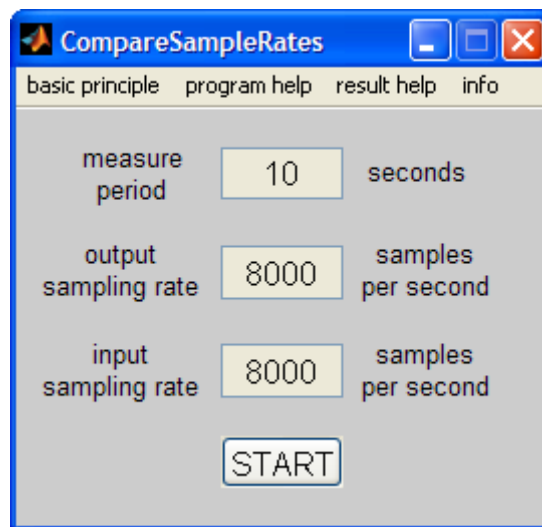 CompareSampleRates
basic principle program help result help info
measure
period
10
seconds
output
sampling rate
8000
samples
per second
input
sampling rate
8000
samples
per second
START